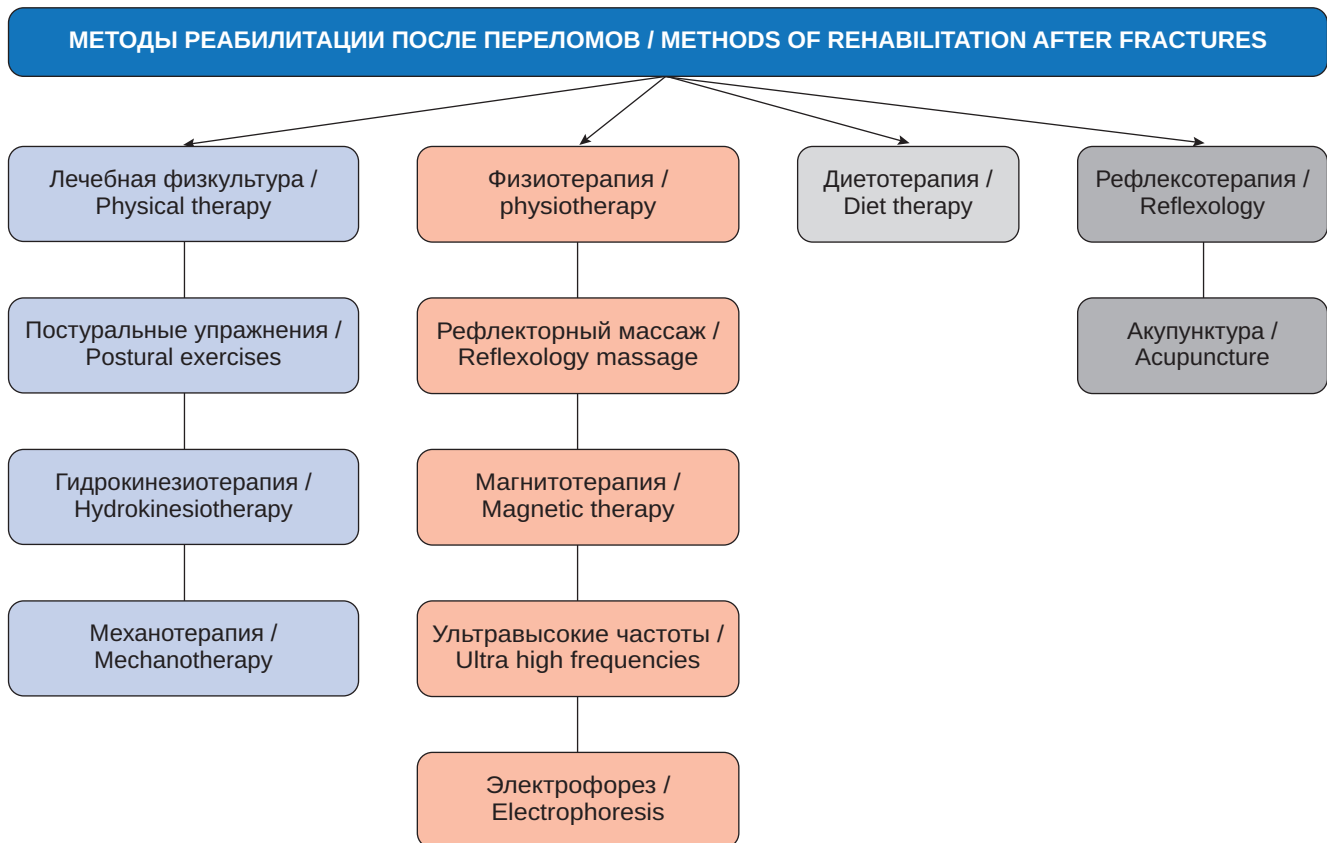 МЕТОДЫ РЕАБИЛИТАЦИИ ПОСЛЕ ПЕРЕЛОМОВ / METHODS OF REHABILITATION AFTER FRACTURES
Лечебная физкультура /
Physical therapy
Постуральные упражнения /
Postural exercises
Гидрокинезиотерапия /
Hydrokinesiotherapy
Механотерапия /
Mechanotherapy
Физиотерапия /
physiotherapy
Рефлекторный массаж /
Reflexology massage
Магнитотерапия /
Magnetic therapy
Ультравысокие частоты /
Ultra high frequencies
Электрофорез /
Electrophoresis
Диетотерапия /
Diet therapy
Рефлексотерапия /
Reflexology
Акупунктура /
Acupuncture